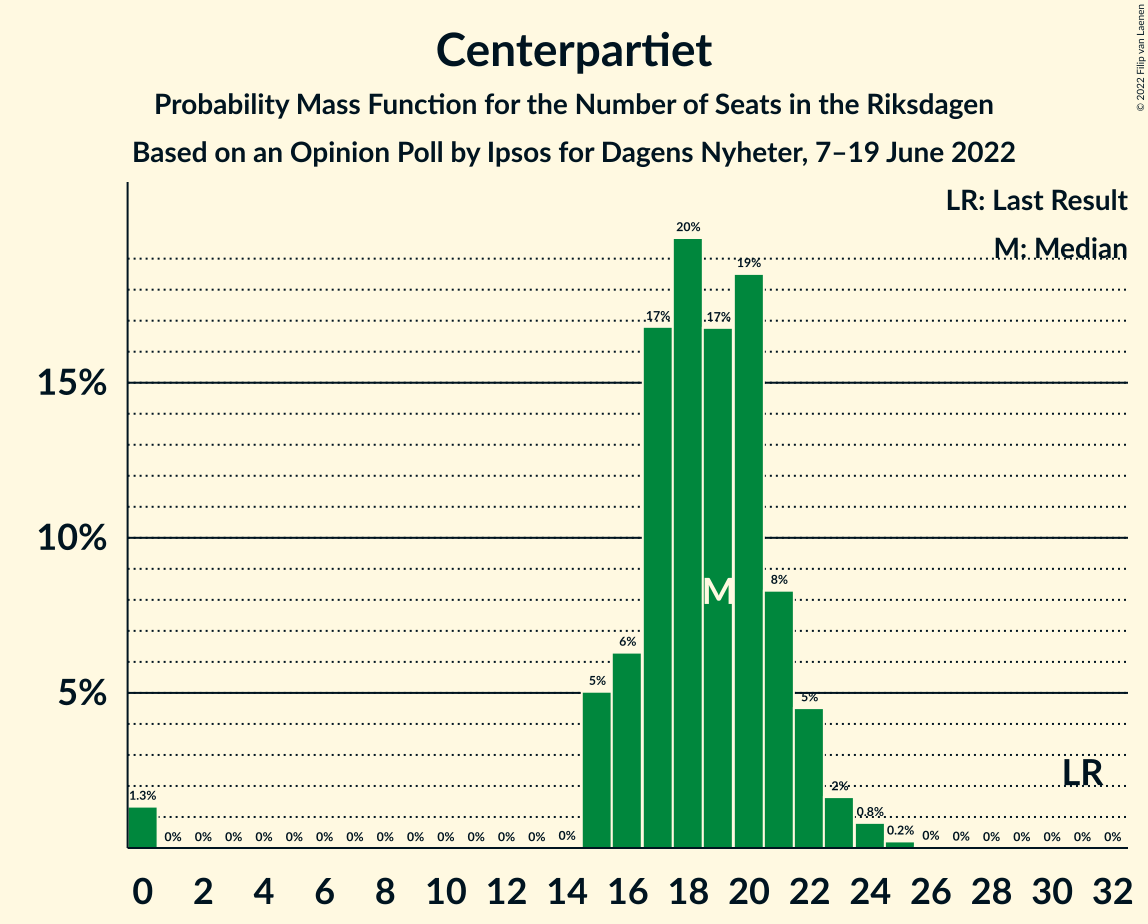 © 2022 Filip van Laenen
Centerpartiet
Probability Mass Function for the Number of Seats in the Riksdagen
Based on an Opinion Poll by Ipsos for Dagens Nyheter, 7–19 June 2022
LR: Last Result
M: Median
15%
10%
5%
1.3% 0% 0% 0% 0% 0% 0% 0% 0% 0% 0% 0% 0% 0% 0% 5% 6% 17% 20% 17% 19% 8% 5% 2% 0.8% 0.2% 0% 0% 0% 0% 0% 0% 0%
M
LR
0 2 4 6 8 10 12 14 16 18 20 22 24 26 28 30 32